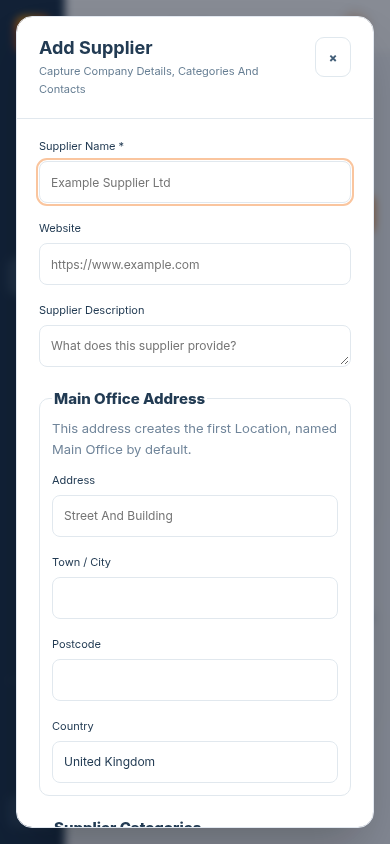 Add Supplier
Capture Company Details, Categories And
Contacts
×
Supplier Name *
Example Supplier Ltd
Website
https://www.example.com
Supplier Description
What does this supplier provide?
Main Office Address
This address creates the first Location, named
Main Office by default.
Address
Street And Building
Town / City
Postcode
Country
United Kingdom
Supplier Categories